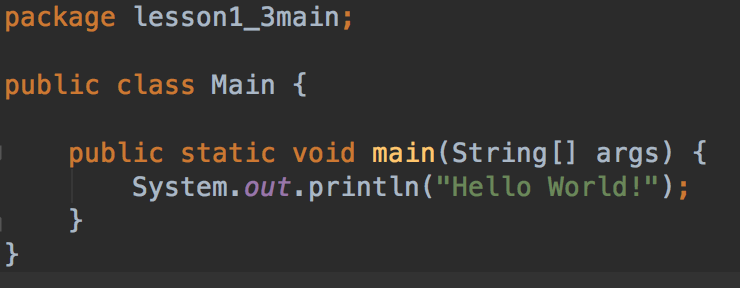 package lesson1_3main;
public class Main {
    public static void main(String[] args) {
        System.out.println("Hello World!");
    }
}